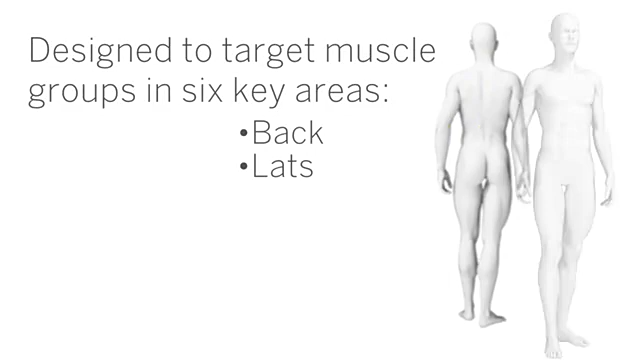 Designed to target muscle
groups in six key areas:
•Back
•Lats